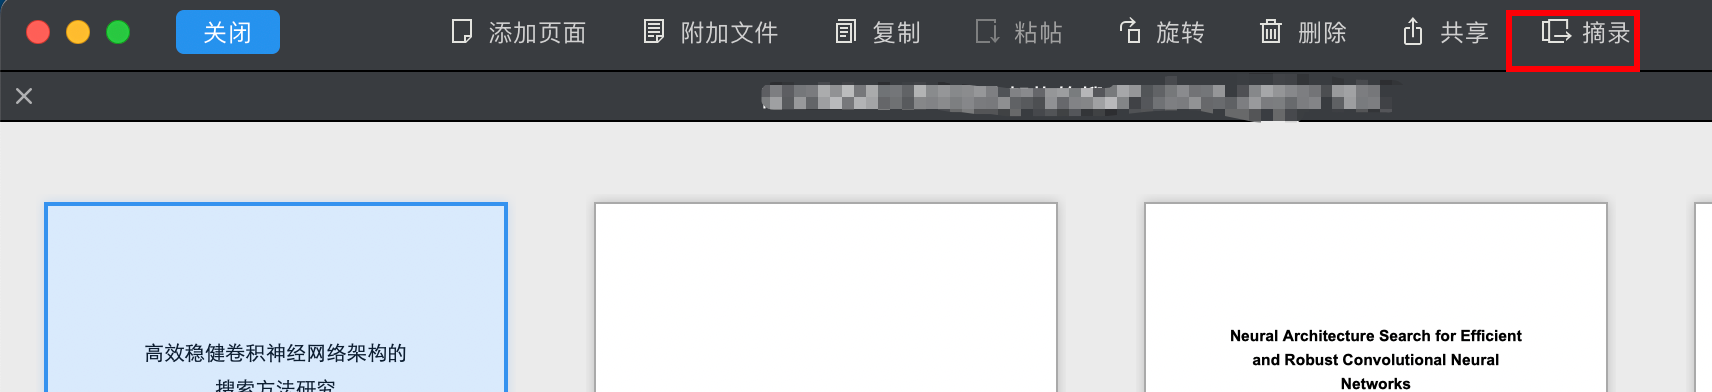 关闭 添加页面 附加文件 复制 粘帖 旋转 删除 共享 摘录
高效稳健卷积神经网络架构的
搜索方法研究
Neural Architecture Search for Efficient
and Robust Convolutional Neural
Networks